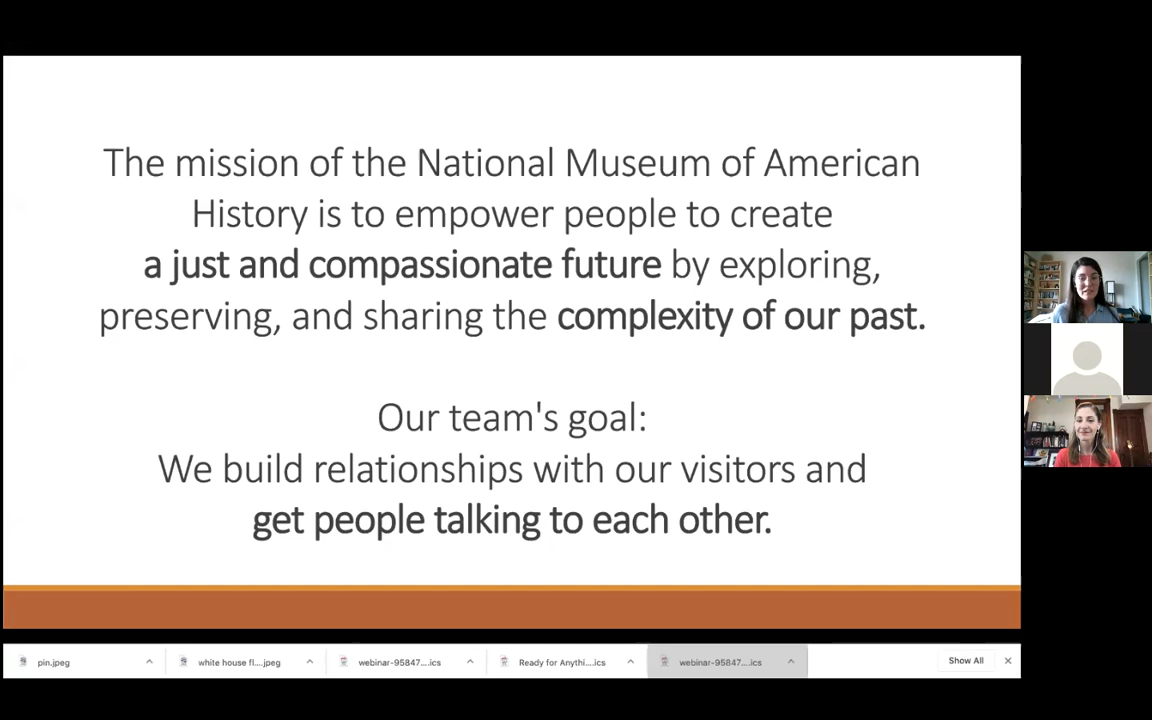 The mission of the National Museum of American
History is to empower people to create
a just and compassionate future by exploring,
preserving, and sharing the complexity of our past.
Our team's goal:
We build relationships with our visitors and
get people talking to each other.
pin.jpeg
white house fl....jpeg
webinar-95847....ics
Ready for Anythi....ics
webinar-95847....ics
Show All